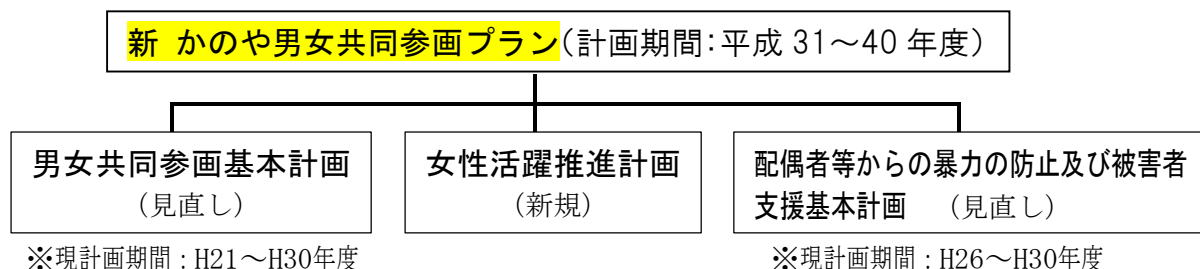 新 かのや男女共同参画プラン（計画期間：平成 31～40 年度）
男女共同参画基本計画
（見直し）
※現計画期間：H21～H30年度
女性活躍推進計画
（新規）
配偶者等からの暴力の防止及び被害者
支援基本計画　（見直し）
※現計画期間：H26～H30年度